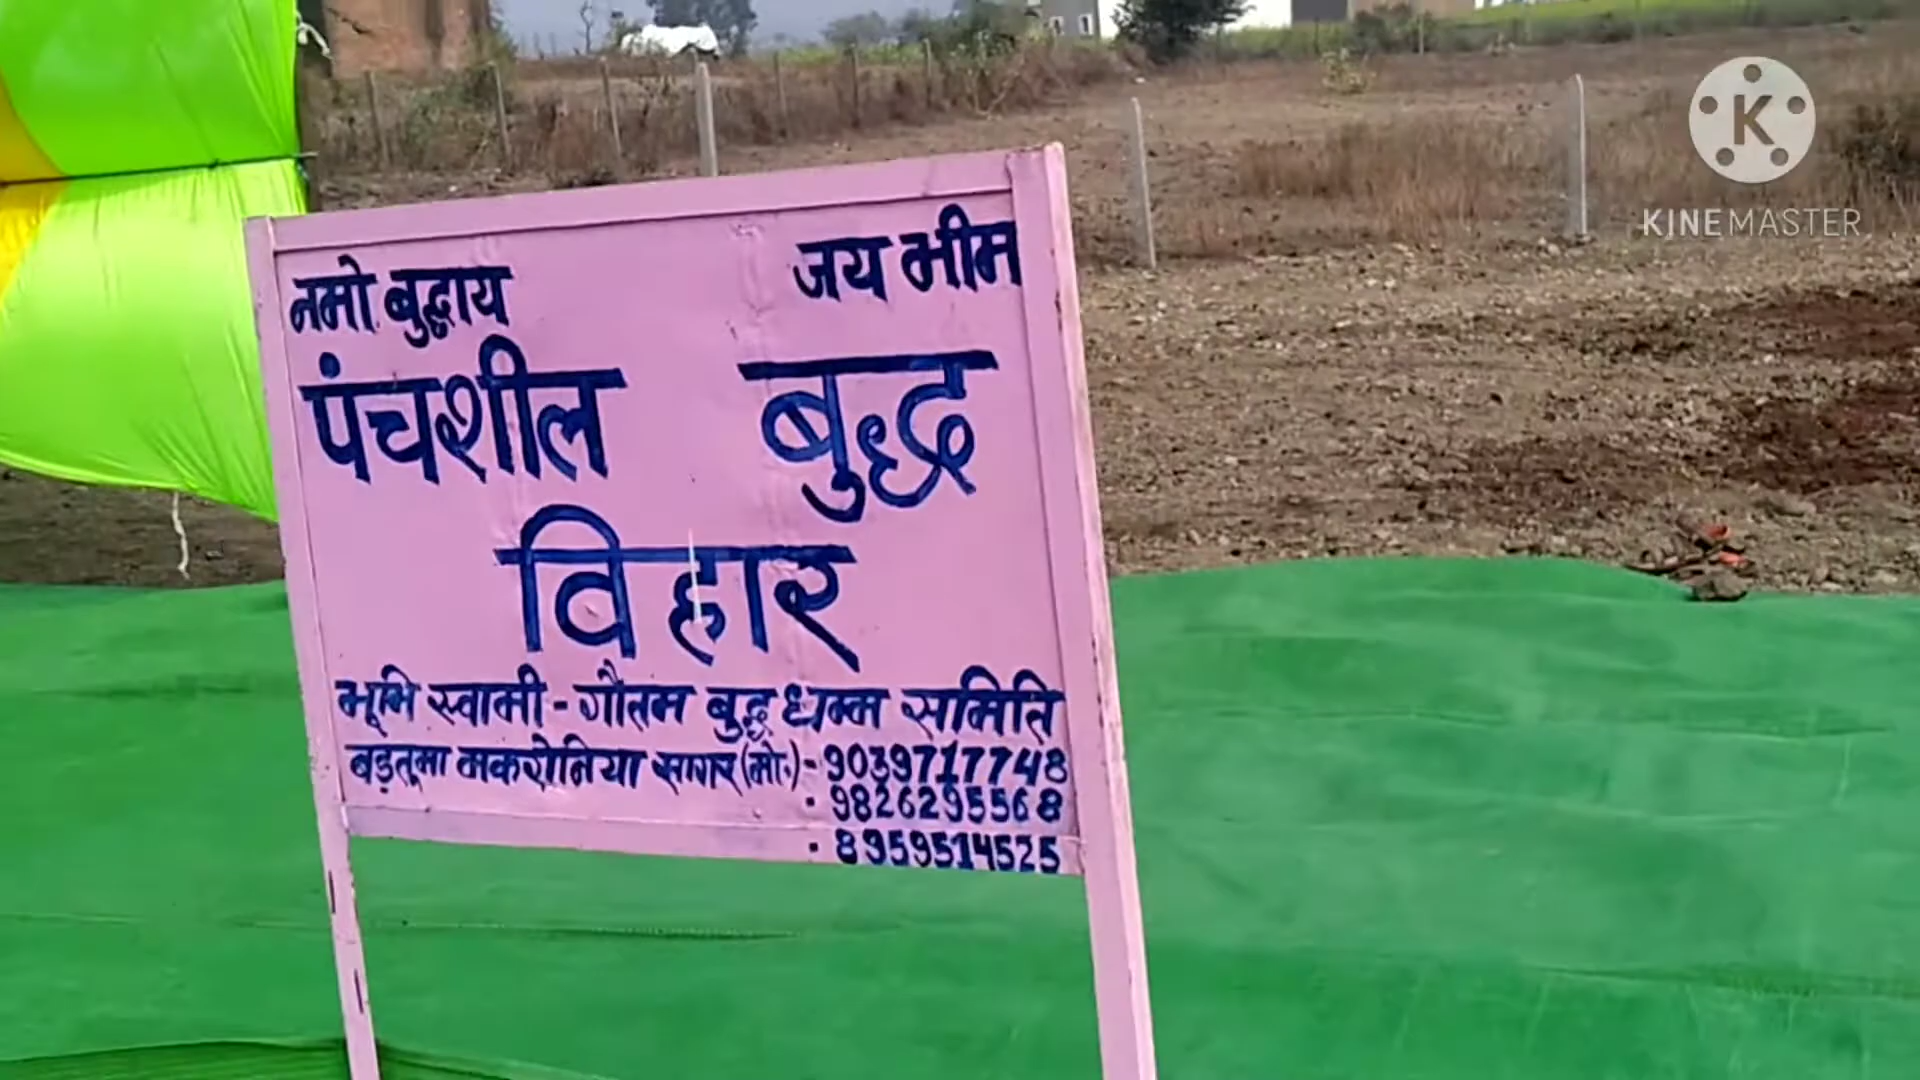 नमो बुद्धाय जय भीम
पंचशील बुद्ध
विहार
भूमि स्वामी - गौतम बुद्ध धम्म समिति
बड़तूमा मकरोनिया सागर (मो.) - 9039717748
. 9826295568
. 8959514525
K
KINEMASTER